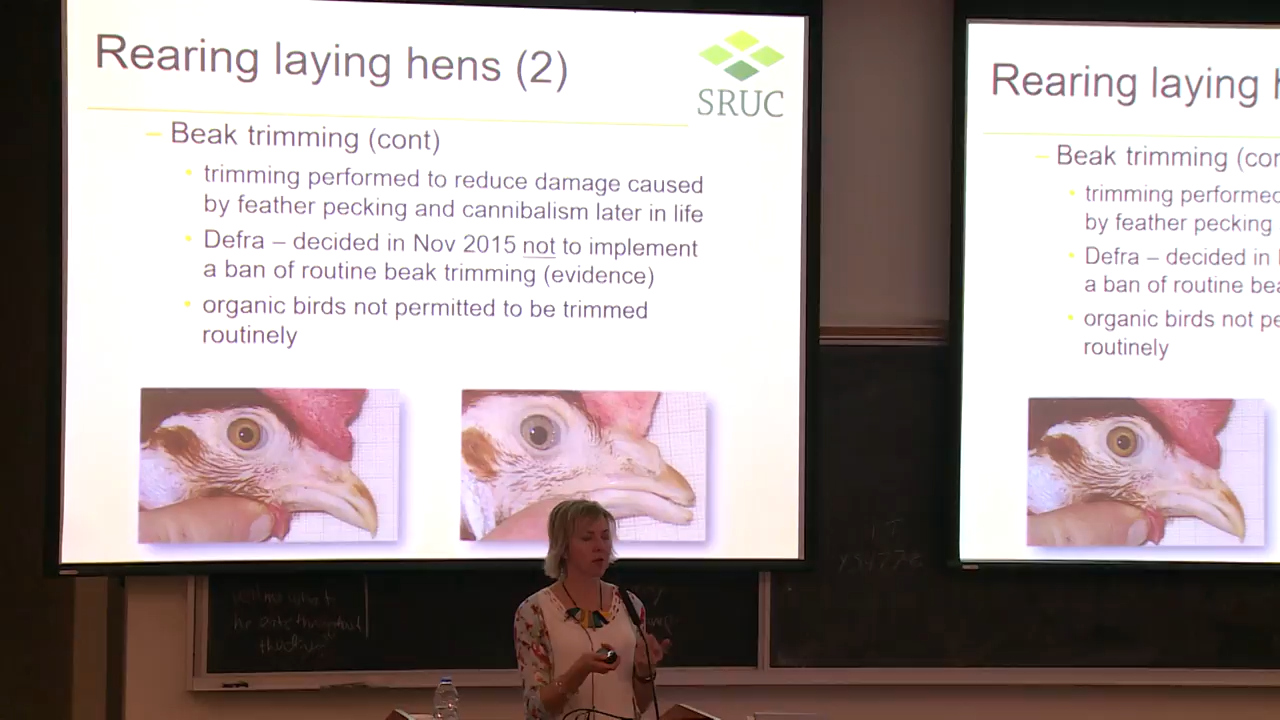 Rearing laying hens (2)
SRUC
– Beak trimming (cont)
• trimming performed to reduce damage caused
by feather pecking and cannibalism later in life
• Defra – decided in Nov 2015 not to implement
a ban of routine beak trimming (evidence)
• organic birds not permitted to be trimmed
routinely
Rearing laying h
– Beak trimming (con
• trimming performed
by feather pecking
• Defra – decided in
a ban of routine bea
• organic birds not pe
routinely